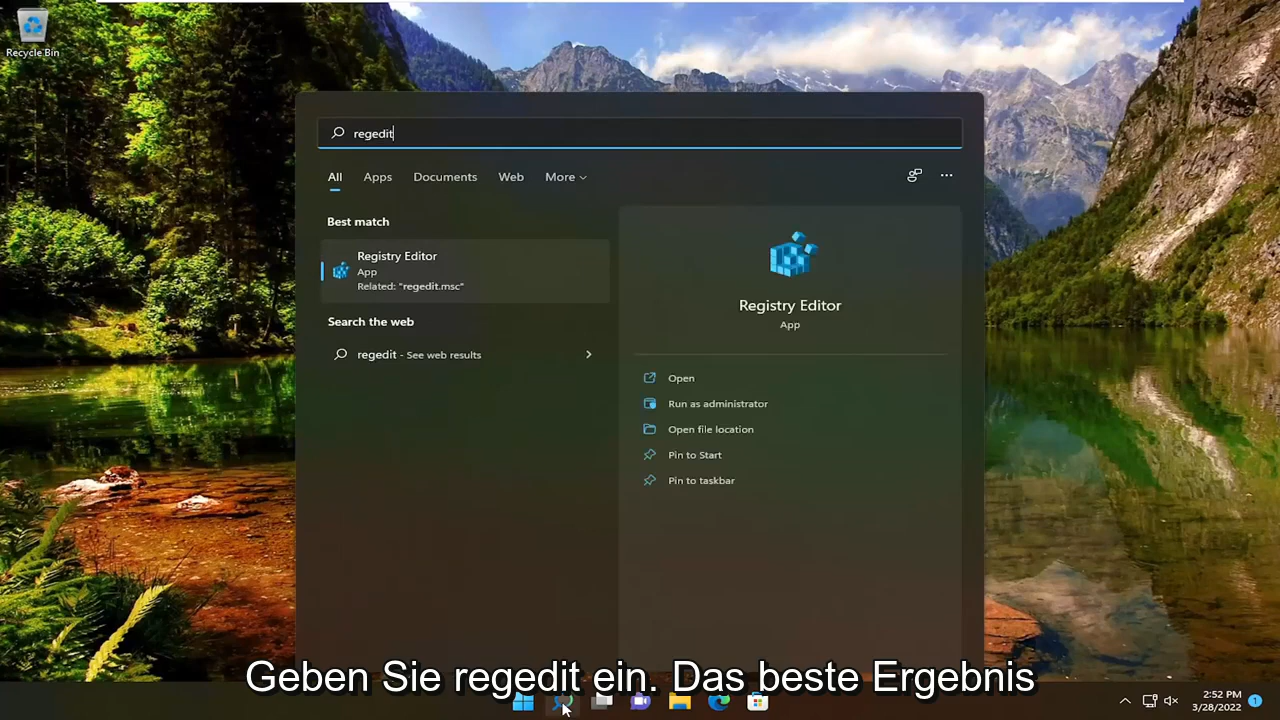 Recycle Bin
regedit
All Apps Documents Web More
Best match
Registry Editor
App
Related: "regedit.msc"
Search the web
regedit - See web results
Registry Editor
App
Open
Run as administrator
Open file location
Pin to Start
Pin to taskbar
Geben Sie regedit ein. Das beste Ergebnis
2:52 PM
3/28/2022
1